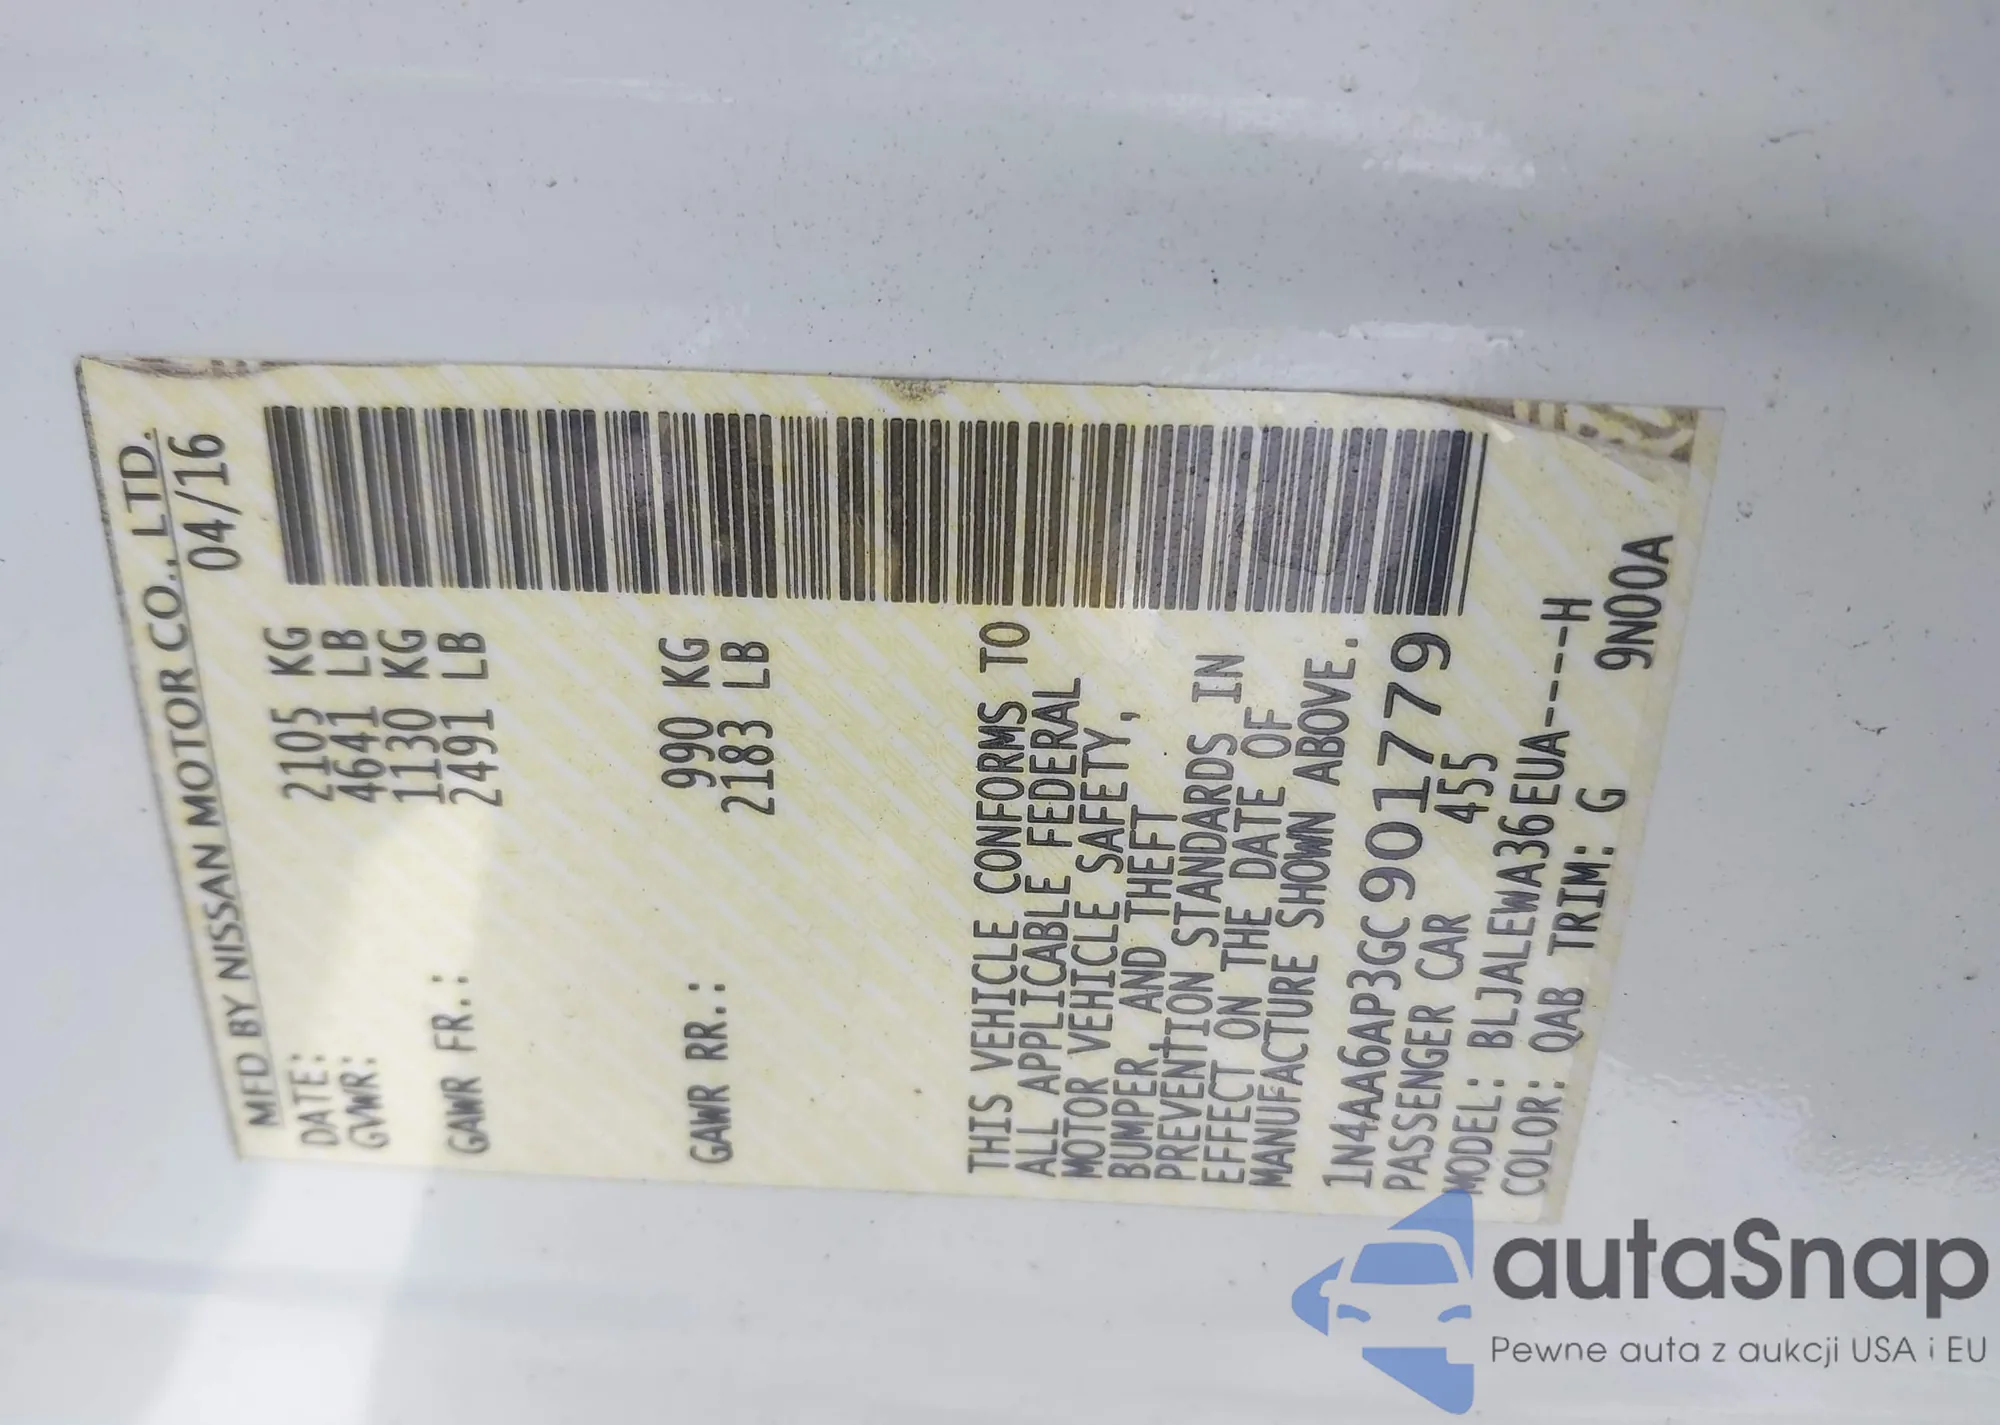 MFD BY NISSAN MOTOR CO., LTD.
DATE: 04/16
GVWR: 2105 KG
4641 LB
GAWR FR.: 1130 KG
2491 LB
GAWR RR.: 990 KG
2183 LB
THIS VEHICLE CONFORMS TO
ALL APPLICABLE FEDERAL
MOTOR VEHICLE SAFETY,
BUMPER, AND THEFT
PREVENTION STANDARDS IN
EFFECT ON THE DATE OF
MANUFACTURE SHOWN ABOVE.
1N4AA6AP3GC901779
PASSENGER CAR 455
MODEL: BLJALEWA36EUA----H
COLOR: QAB TRIM: G 9N00A
autaSnap
Pewne auta z aukcji USA i EU